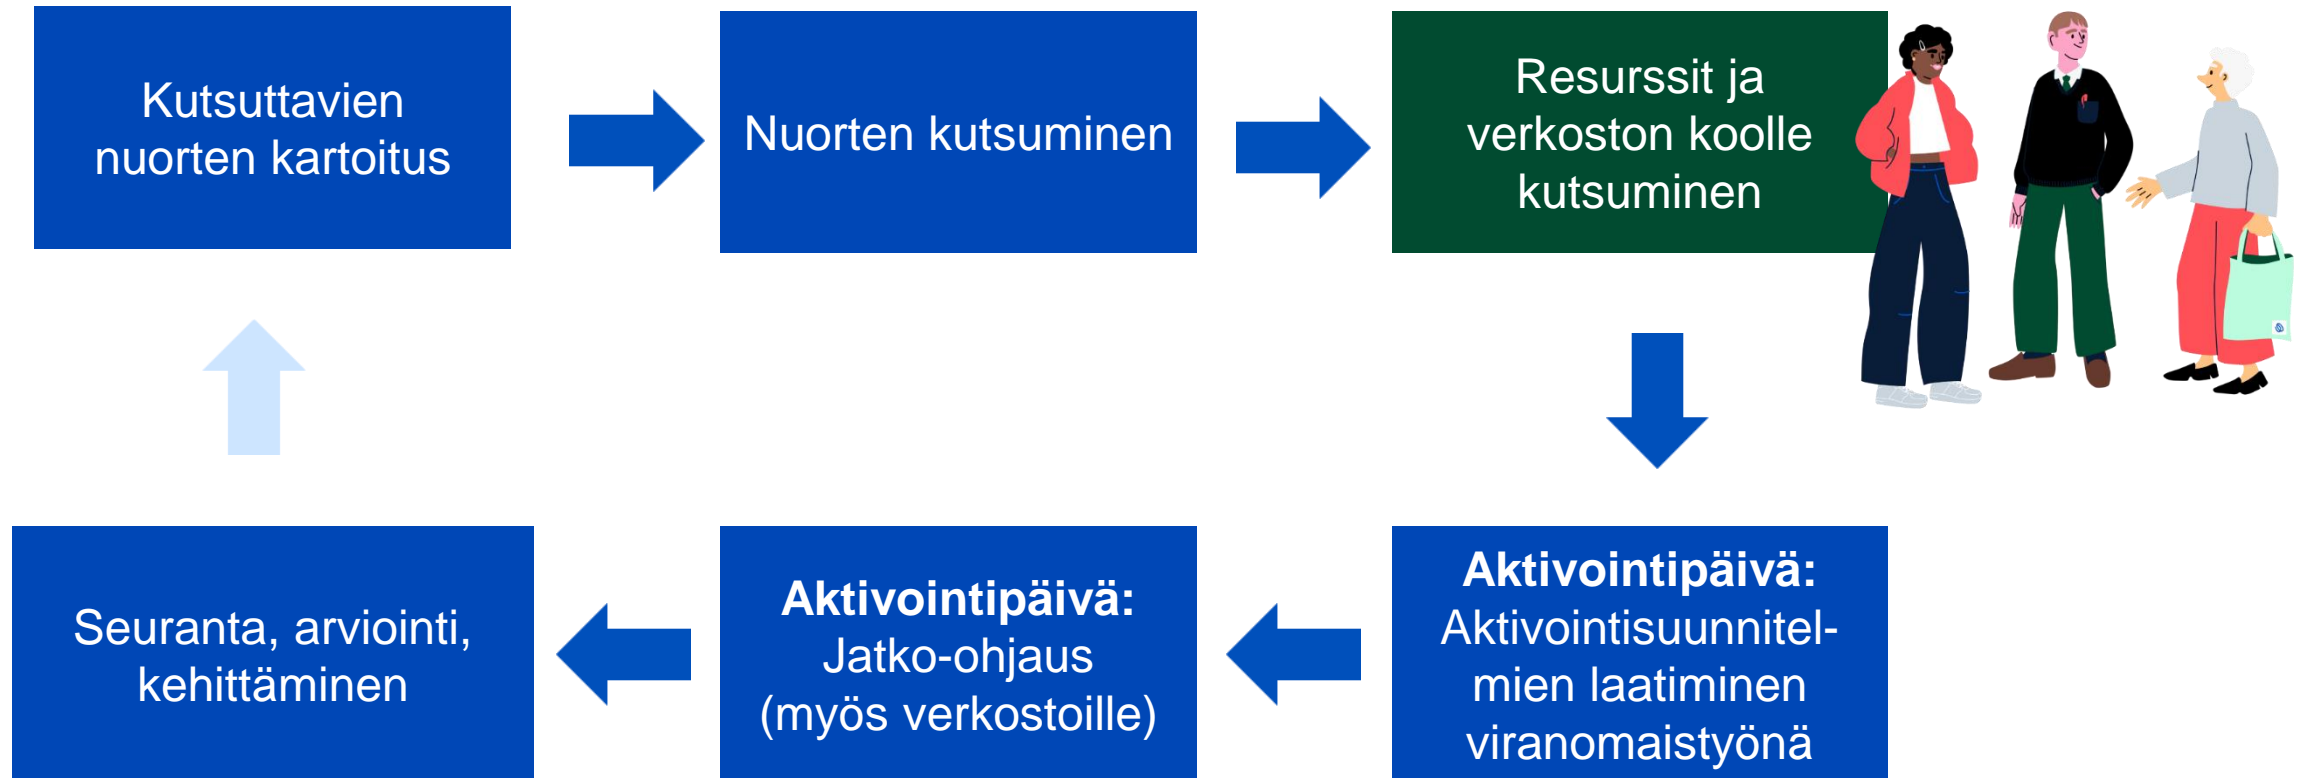 Kutsuttavien
nuorten kartoitus
Nuorten kutsuminen
Resurssit ja
verkoston koolle
kutsuminen
Aktivointipäivä:
Aktivointisuunnitel-
mien laatiminen
viranomaistyönä
Aktivointipäivä:
Jatko-ohjaus
(myös verkostoille)
Seuranta, arviointi,
kehittäminen